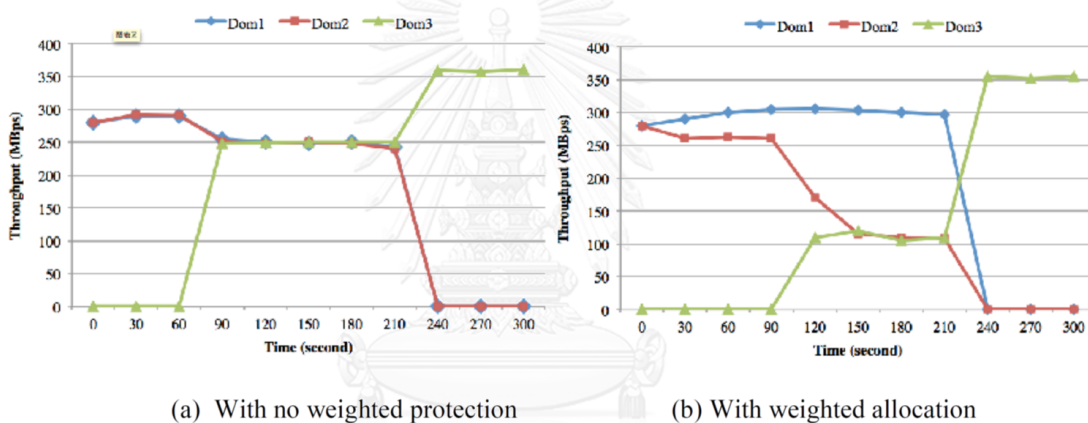 Dom1 Dom2 Dom3
400
350
300
250
200
150
100
50
0
Throughput (MBps)
0 30 60 90 120 150 180 210 240 270 300
Time (second)
(a) With no weighted protection
Dom1 Dom2 Dom3
400
350
300
250
200
150
100
50
0
Throughput (MBps)
0 30 60 90 120 150 180 210 240 270 300
Time (second)
(b) With weighted allocation